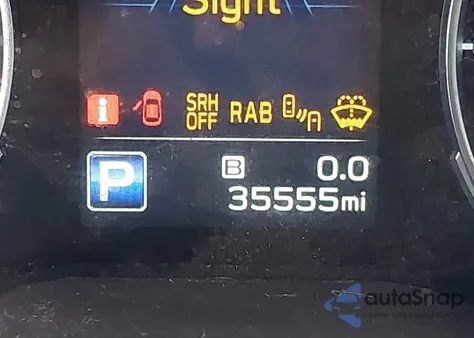 Sight
i SRH OFF RAB
P B 0.0
35555mi
autoSnap